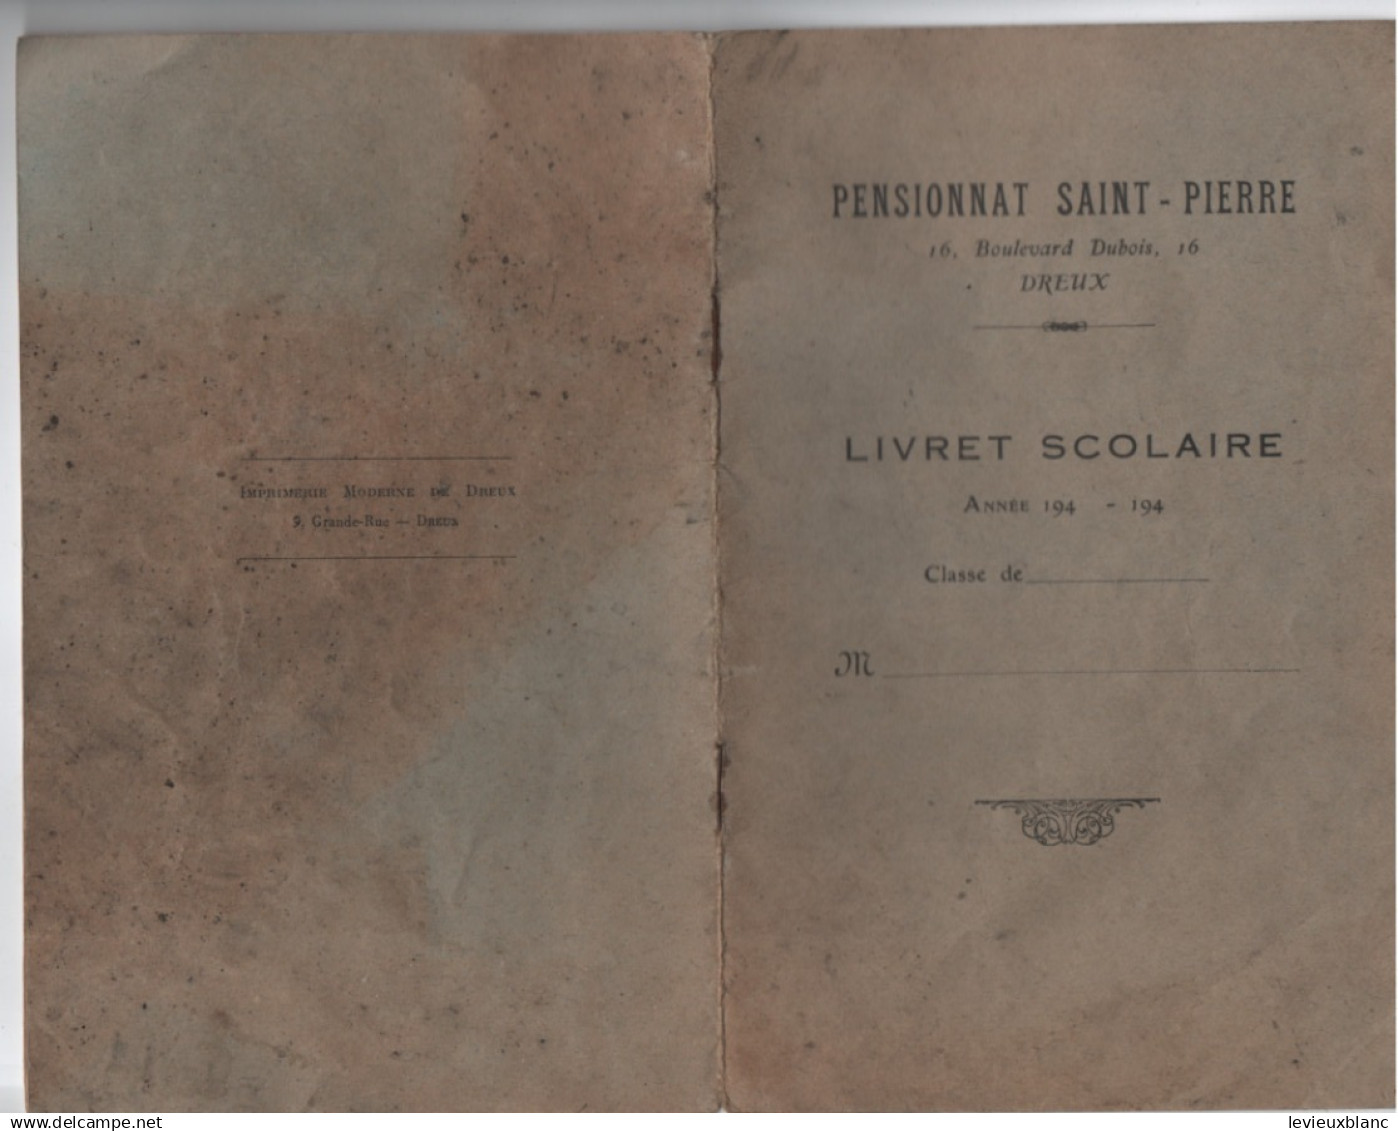 IMPRIMERIE MODERNE DE DREUX
9, Grande-Rue — DREUX
PENSIONNAT SAINT-PIERRE
16, Boulevard Dubois, 16
DREUX
LIVRET SCOLAIRE
ANNÉE 194 - 194
Classe de
M
delcampe.net
levieuxblanc